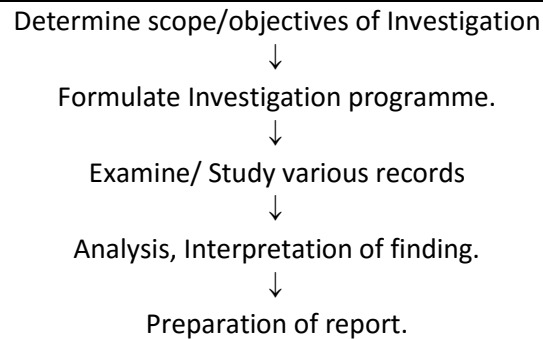 Determine scope/objectives of Investigation
↓
Formulate Investigation programme.
↓
Examine/ Study various records
↓
Analysis, Interpretation of finding.
↓
Preparation of report.